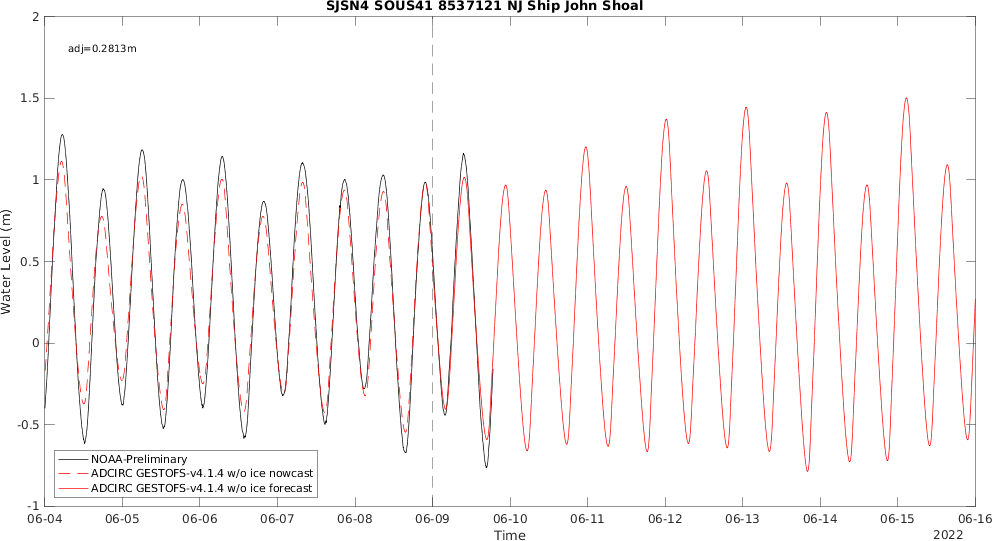 SJSN4 SOUS41 8537121 NJ Ship John Shoal
2
adj=0.2813m
1.5
1
0.5
0
-0.5
-1
Water Level (m)
NOAA-Preliminary
ADCIRC GESTOFS-v4.1.4 w/o ice nowcast
ADCIRC GESTOFS-v4.1.4 w/o ice forecast
06-04 06-05 06-06 06-07 06-08 06-09 06-10 06-11 06-12 06-13 06-14 06-15 06-16
Time
2022